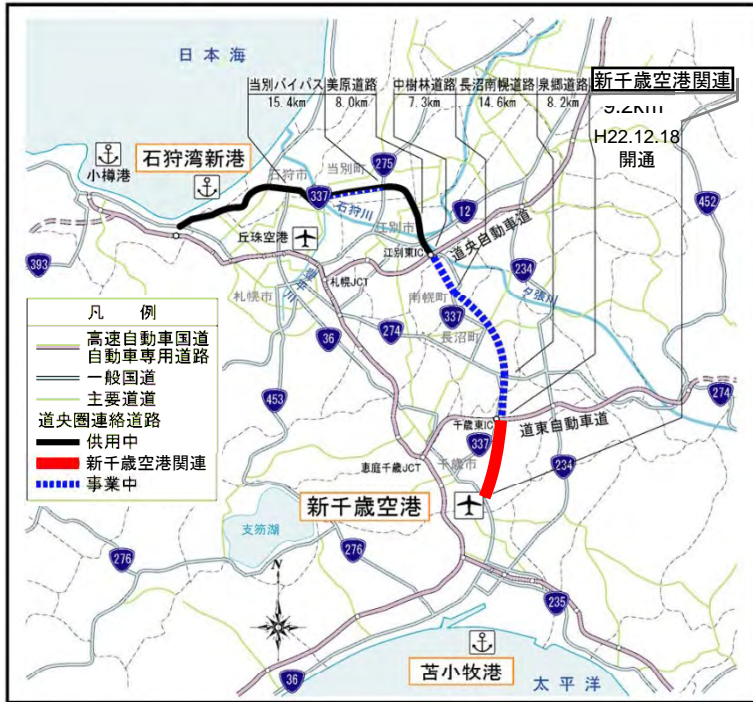 日本海
当別バイパス 美原道路 中樹林道路 長沼南幌道路 泉郷道路 新千歳空港関連
15.4km 8.0km 7.3km 14.6km 8.2km 9.2km
H22.12.18
開通
小樽港
石狩湾新港
石狩市
当別町
275
337
石狩川
12
452
丘珠空港
江別市
江別東IC
道央自動車道
393
234
夕張川
札幌JCT
札幌市
豊平川
南幌町
337
36
274
長沼町
凡 例
高速自動車国道
自動車専用道路
一般国道
主要道道
道央圏連絡道路
供用中
新千歳空港関連
事業中
453
274
千歳東IC
道東自動車道
337
恵庭千歳JCT
千歳市
234
新千歳空港
支笏湖
276
276
N
235
苫小牧港
36
太平洋